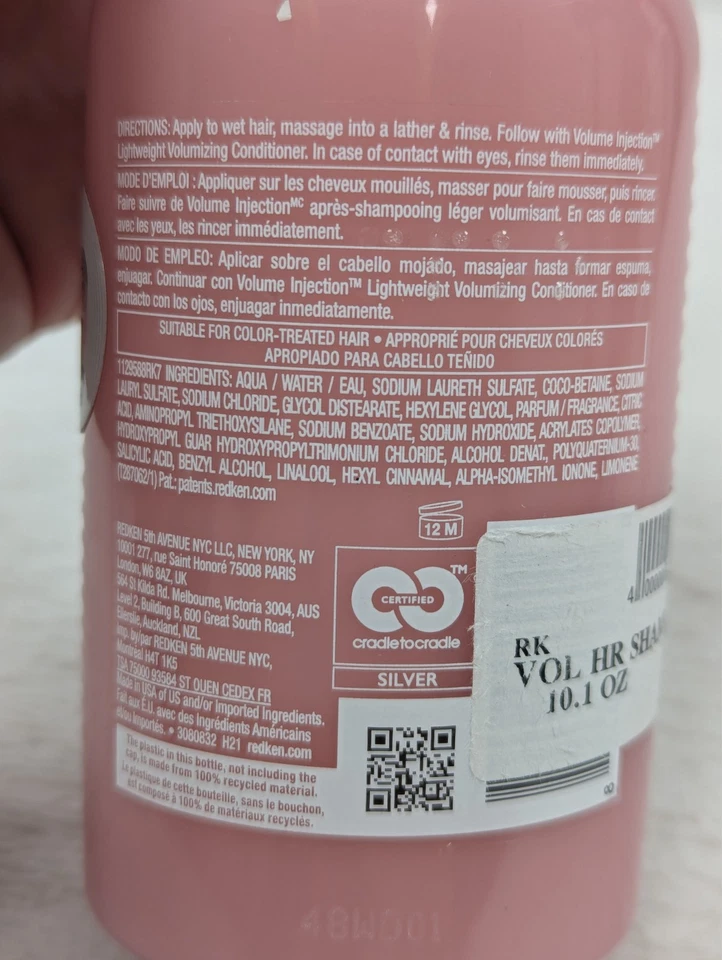 DIRECTIONS: Apply to wet hair, massage into a lather & rinse. Follow with Volume Injection™
Lightweight Volumizing Conditioner. In case of contact with eyes, rinse them immediately.
MODE D'EMPLOI : Appliquer sur les cheveux mouillés, masser pour faire mousser, puis rincer.
Faire suivre de Volume Injectionᴹᶜ après-shampooing léger volumisant. En cas de contact
avec les yeux, les rincer immédiatement.
MODO DE EMPLEO: Aplicar sobre el cabello mojado, masajear hasta formar espuma,
enjuagar. Continuar con Volume Injection™ Lightweight Volumizing Conditioner. En caso de
contacto con los ojos, enjuagar inmediatamente.
SUITABLE FOR COLOR-TREATED HAIR • APPROPRIÉ POUR CHEVEUX COLORÉS
APROPIADO PARA CABELLO TEÑIDO
1129588RK7 INGREDIENTS: AQUA / WATER / EAU, SODIUM LAURETH SULFATE, COCO-BETAINE, SODIUM
LAURYL SULFATE, SODIUM CHLORIDE, GLYCOL DISTEARATE, HEXYLENE GLYCOL, PARFUM / FRAGRANCE, CITRIC
ACID, AMINOPROPYL TRIETHOXYSILANE, SODIUM BENZOATE, SODIUM HYDROXIDE, ACRYLATES COPOLYMER,
HYDROXYPROPYL GUAR HYDROXYPROPYLTRIMONIUM CHLORIDE, ALCOHOL DENAT., POLYQUATERNIUM-30,
SALICYLIC ACID, BENZYL ALCOHOL, LINALOOL, HEXYL CINNAMAL, ALPHA-ISOMETHYL IONONE, LIMONENE
(1287062/1) Pat.: patents.redken.com
12 M
REDKEN 5th AVENUE NYC LLC, NEW YORK, NY
10001 277, rue Saint Honoré 75008 PARIS
London, W6 8AZ, UK
564 St Kilda Rd. Melbourne, Victoria 3004, AUS
Level 2, Building B, 600 Great South Road,
Ellerslie, Auckland, NZL
Imp. by/par REDKEN 5th AVENUE NYC,
Montreal H4T 1K5
TSA 75000 93584 ST OUEN CEDEX FR
Made in USA of US and/or Imported Ingredients.
Fait aux É.U. avec des Ingrédients Américains
et/ou Importés. • 3080832 H21 redken.com
The plastic in this bottle, not including the
cap, is made from 100% recycled material.
Le plastique de cette bouteille, sans le bouchon,
est composé à 100% de matériaux recyclés.
CERTIFIED
™
cradletocradle
SILVER
RK
VOL HR
10.1 OZ
48WD01